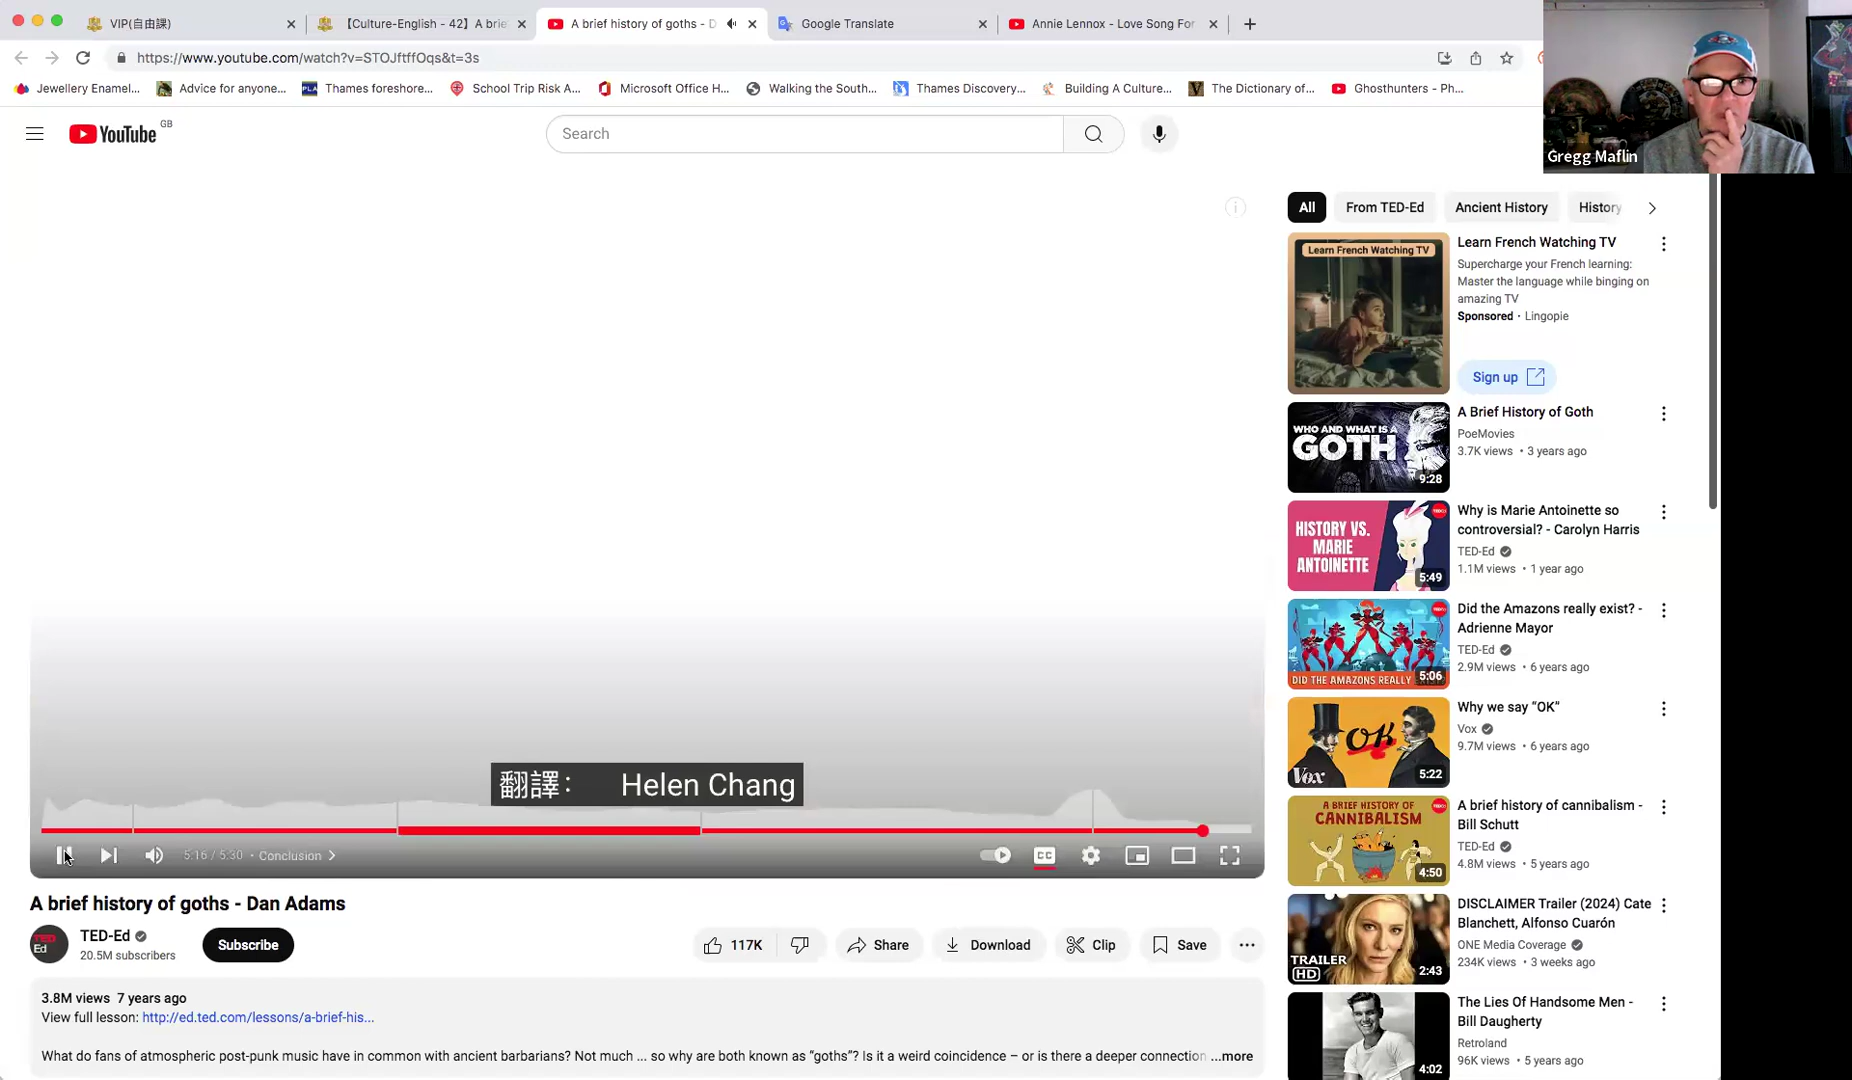 VIP(自由課)
【Culture-English - 42】A brie
A brief history of goths - D
Google Translate
Annie Lennox - Love Song For
https://www.youtube.com/watch?v=STOJftffOqs&t=3s
Jewellery Enamel...
Advice for anyone...
PLA
Thames foreshore...
School Trip Risk A...
Microsoft Office H...
Walking the South...
Thames Discovery...
Building A Culture...
The Dictionary of...
Ghosthunters - Ph...
Gregg Maflin
YouTube GB
Search
All
From TED-Ed
Ancient History
History
翻譯： Helen Chang
5:16 / 5:30 • Conclusion
CC
A brief history of goths - Dan Adams
TED Ed
TED-Ed
20.5M subscribers
Subscribe
117K
Share
Download
Clip
Save
3.8M views 7 years ago
View full lesson: http://ed.ted.com/lessons/a-brief-his...
What do fans of atmospheric post-punk music have in common with ancient barbarians? Not much ... so why are both known as “goths”? Is it a weird coincidence – or is there a deeper connection ...more
Learn French Watching TV
Learn French Watching TV
Supercharge your French learning:
Master the language while binging on
amazing TV
Sponsored • Lingopie
Sign up
WHO AND WHAT IS A
GOTH
9:28
A Brief History of Goth
PoeMovies
3.7K views • 3 years ago
HISTORY VS.
MARIE
ANTOINETTE
5:49
Why is Marie Antoinette so
controversial? - Carolyn Harris
TED-Ed
1.1M views • 1 year ago
DID THE AMAZONS REALLY
5:06
Did the Amazons really exist? -
Adrienne Mayor
TED-Ed
2.9M views • 6 years ago
OK
Vox
5:22
Why we say “OK”
Vox
9.7M views • 6 years ago
A BRIEF HISTORY OF
CANNIBALISM
4:50
A brief history of cannibalism -
Bill Schutt
TED-Ed
4.8M views • 5 years ago
TRAILER
HD
2:43
DISCLAIMER Trailer (2024) Cate
Blanchett, Alfonso Cuarón
ONE Media Coverage
234K views • 3 weeks ago
4:02
The Lies Of Handsome Men -
Bill Daugherty
Retroland
96K views • 5 years ago